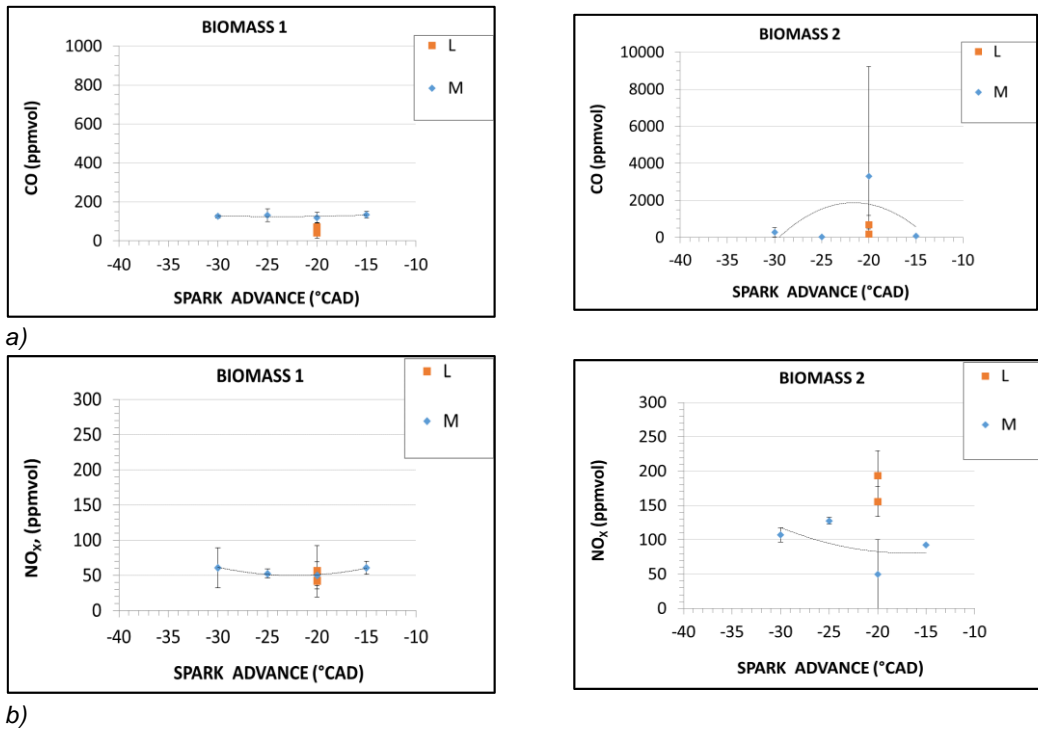 BIOMASS 1
L
M
1000
800
600
400
200
0
-40 -35 -30 -25 -20 -15 -10
CO (ppmvol)
SPARK ADVANCE (°CAD)
BIOMASS 2
L
M
10000
8000
6000
4000
2000
0
-40 -35 -30 -25 -20 -15 -10
CO (ppmvol)
SPARK ADVANCE (°CAD)
a)
BIOMASS 1
L
M
300
250
200
150
100
50
0
-40 -35 -30 -25 -20 -15 -10
NOX, (ppmvol)
SPARK ADVANCE (°CAD)
BIOMASS 2
L
M
300
250
200
150
100
50
0
-40 -35 -30 -25 -20 -15 -10
NOX (ppmvol)
SPARK ADVANCE (°CAD)
b)